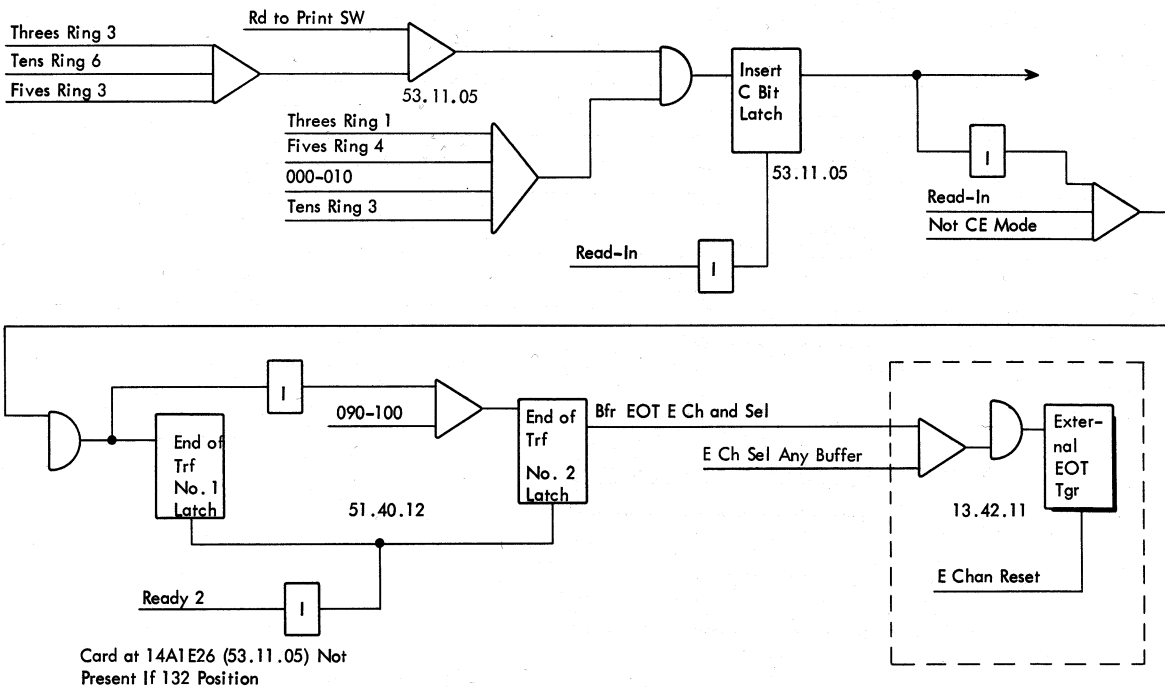 Rd to Print SW
Threes Ring 3
Tens Ring 6
Fives Ring 3
53.11.05
Insert
C Bit
Latch
Threes Ring 1
Fives Ring 4
000-010
Tens Ring 3
53.11.05
I
Read-In
Not CE Mode
Read-In
I
I
090-100
End of
Trf
No. 1
Latch
End of
Trf
No. 2
Latch
Bfr EOT E Ch and Sel
E Ch Sel Any Buffer
Exter-
nal
EOT
Tgr
51.40.12
13.42.11
E Chan Reset
Ready 2
I
Card at 14A1E26 (53.11.05) Not
Present If 132 Position